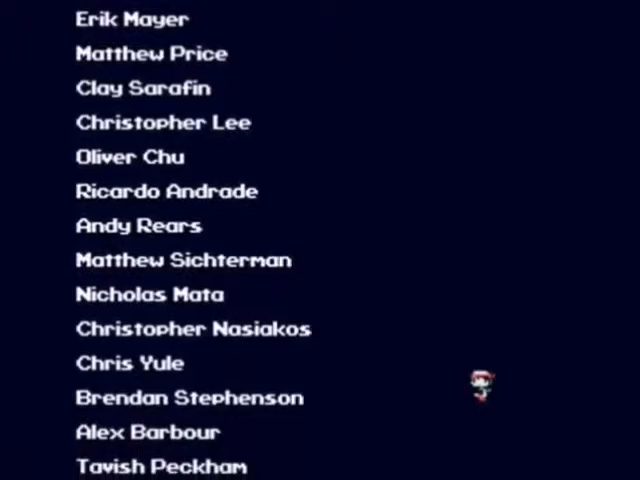 Erik Mayer
Matthew Price
Clay Sarafin
Christopher Lee
Oliver Chu
Ricardo Andrade
Andy Rears
Matthew Sichterman
Nicholas Mata
Christopher Nasiakos
Chris Yule
Brendan Stephenson
Alex Barbour
Tavish Peckham